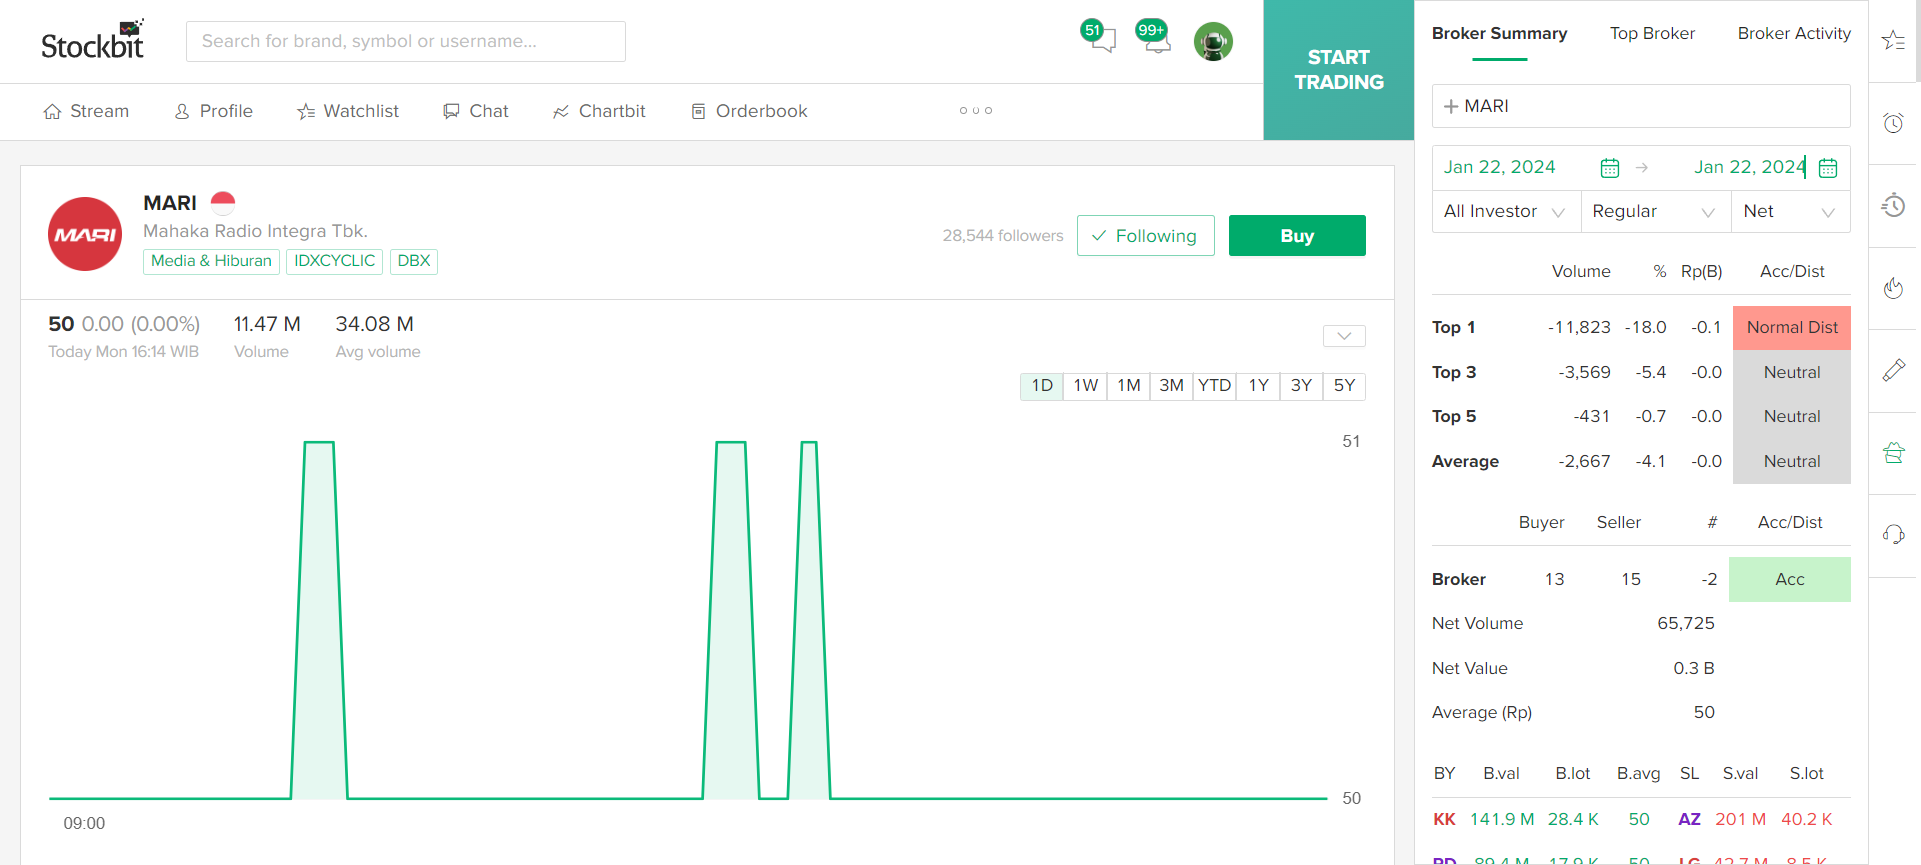 Stockbit
Search for brand, symbol or username...
51
99+
START
TRADING
Stream
Profile
Watchlist
Chat
Chartbit
Orderbook
MARI
MARI
Mahaka Radio Integra Tbk.
Media & Hiburan IDXCYCLIC DBX
28,544 followers
Following
Buy
50 0.00 (0.00%) 11.47 M 34.08 M
Today Mon 16:14 WIB Volume Avg volume
1D 1W 1M 3M YTD 1Y 3Y 5Y
51
50
09:00
Broker Summary Top Broker Broker Activity
MARI
Jan 22, 2024 → Jan 22, 2024
All Investor Regular Net
Volume % Rp(B) Acc/Dist
Top 1 -11,823 -18.0 -0.1 Normal Dist
Top 3 -3,569 -5.4 -0.0 Neutral
Top 5 -431 -0.7 -0.0 Neutral
Average -2,667 -4.1 -0.0 Neutral
Buyer Seller # Acc/Dist
Broker 13 15 -2 Acc
Net Volume 65,725
Net Value 0.3 B
Average (Rp) 50
BY B.val B.lot B.avg SL S.val S.lot
KK 141.9 M 28.4 K 50 AZ 201 M 40.2 K